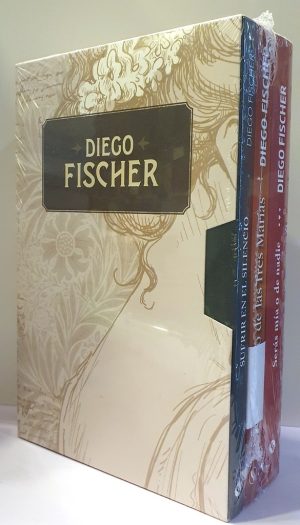 DIEGO
FISCHER
DIEGO FISCHER
SUFRIR EN EL SILENCIO
DIEGO FISCHER
de las Tres Marías
DIEGO FISCHER
Serás mía o de nadie